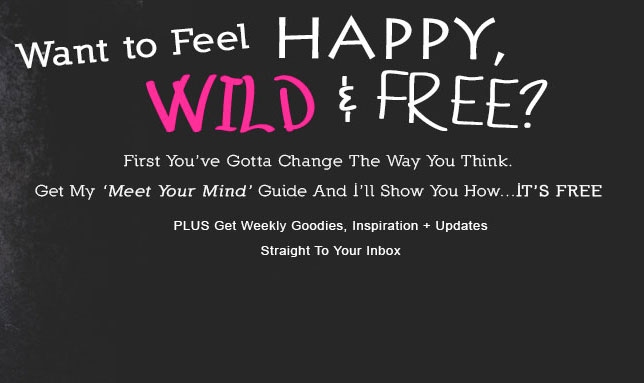 Want to Feel HAPPY,
WILD & FREE?
First You've Gotta Change The Way You Think.
Get My 'Meet Your Mind' Guide And İ'll Show You How...İT'S FREE
PLUS Get Weekly Goodies, Inspiration + Updates
Straight To Your Inbox